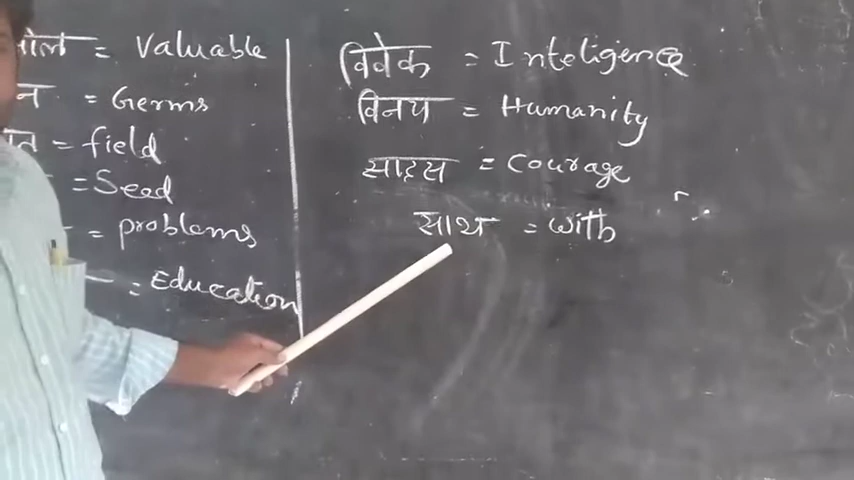 = Valuable
= Germs
= field
= Seed
= problems
= Education
विवेक = Inteligence
विनय = Humanity
साहस = Courage
साथ = with